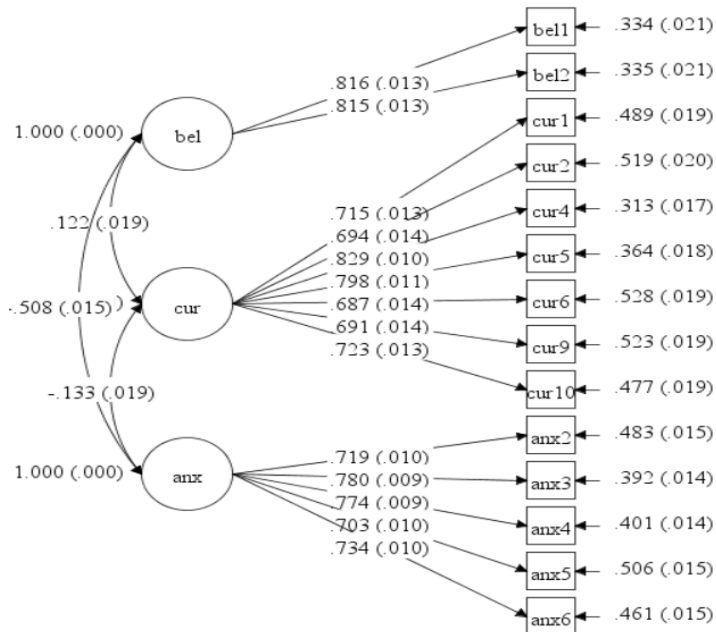 bel1 .334 (.021)
bel2 .335 (.021)
.816 (.013)
.815 (.013)
cur1 .489 (.019)
1.000 (.000) bel
cur2 .519 (.020)
.715 (.013)
cur4 .313 (.017)
.122 (.019)
.694 (.014)
.829 (.010)
cur5 .364 (.018)
.798 (.011)
-.508 (.015) ) cur
.687 (.014)
cur6 .528 (.019)
.691 (.014)
cur9 .523 (.019)
.723 (.013)
-.133 (.019)
cur10 .477 (.019)
anx2 .483 (.015)
.719 (.010)
1.000 (.000) anx
.780 (.009)
anx3 .392 (.014)
.774 (.009)
anx4 .401 (.014)
.703 (.010)
.734 (.010)
anx5 .506 (.015)
anx6 .461 (.015)